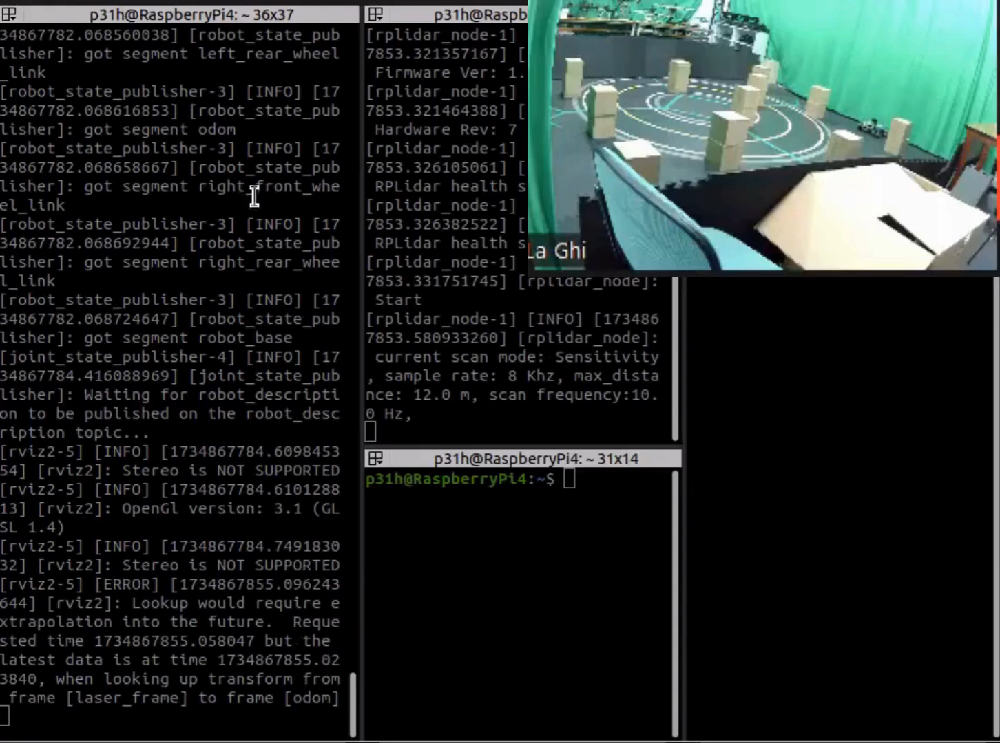 p31h@RaspberryPi4: ~ 36x37
34867782.068560038] [robot_state_pub
lisher]: got segment left_rear_wheel
_link
[robot_state_publisher-3] [INFO] [17
34867782.068616853] [robot_state_pub
lisher]: got segment odom
[robot_state_publisher-3] [INFO] [17
34867782.068658667] [robot_state_pub
lisher]: got segment right_front_whe
el_link
[robot_state_publisher-3] [INFO] [17
34867782.068692944] [robot_state_pub
lisher]: got segment right_rear_whee
l_link
[robot_state_publisher-3] [INFO] [17
34867782.068724647] [robot_state_pub
lisher]: got segment robot_base
[joint_state_publisher-4] [INFO] [17
34867784.416088969] [joint_state_pub
lisher]: Waiting for robot_descripti
on to be published on the robot_desc
ription topic...
[rviz2-5] [INFO] [1734867784.6098453
54] [rviz2]: Stereo is NOT SUPPORTED
[rviz2-5] [INFO] [1734867784.6101288
13] [rviz2]: OpenGl version: 3.1 (GL
SL 1.4)
[rviz2-5] [INFO] [1734867784.7491830
32] [rviz2]: Stereo is NOT SUPPORTED
[rviz2-5] [ERROR] [1734867855.096243
644] [rviz2]: Lookup would require e
xtrapolation into the future.  Reque
sted time 1734867855.058047 but the
latest data is at time 1734867855.02
3840, when looking up transform from
_frame [laser_frame] to frame [odom]
p31h@Raspb
[rplidar_node-1]
7853.321357167] [
Firmware Ver: 1.
[rplidar_node-1]
7853.321464388] [
Hardware Rev: 7
[rplidar_node-1]
7853.326105061] [
RPLidar health s
[rplidar_node-1]
7853.326382522] [
RPLidar health s
[rplidar_node-1]
7853.331751745] [rplidar_node]:
Start
[rplidar_node-1] [INFO] [173486
7853.580933260] [rplidar_node]:
current scan mode: Sensitivity
, sample rate: 8 Khz, max_dista
nce: 12.0 m, scan frequency:10.
0 Hz,
p31h@RaspberryPi4: ~ 31x14
p31h@RaspberryPi4:~$
La Ghi